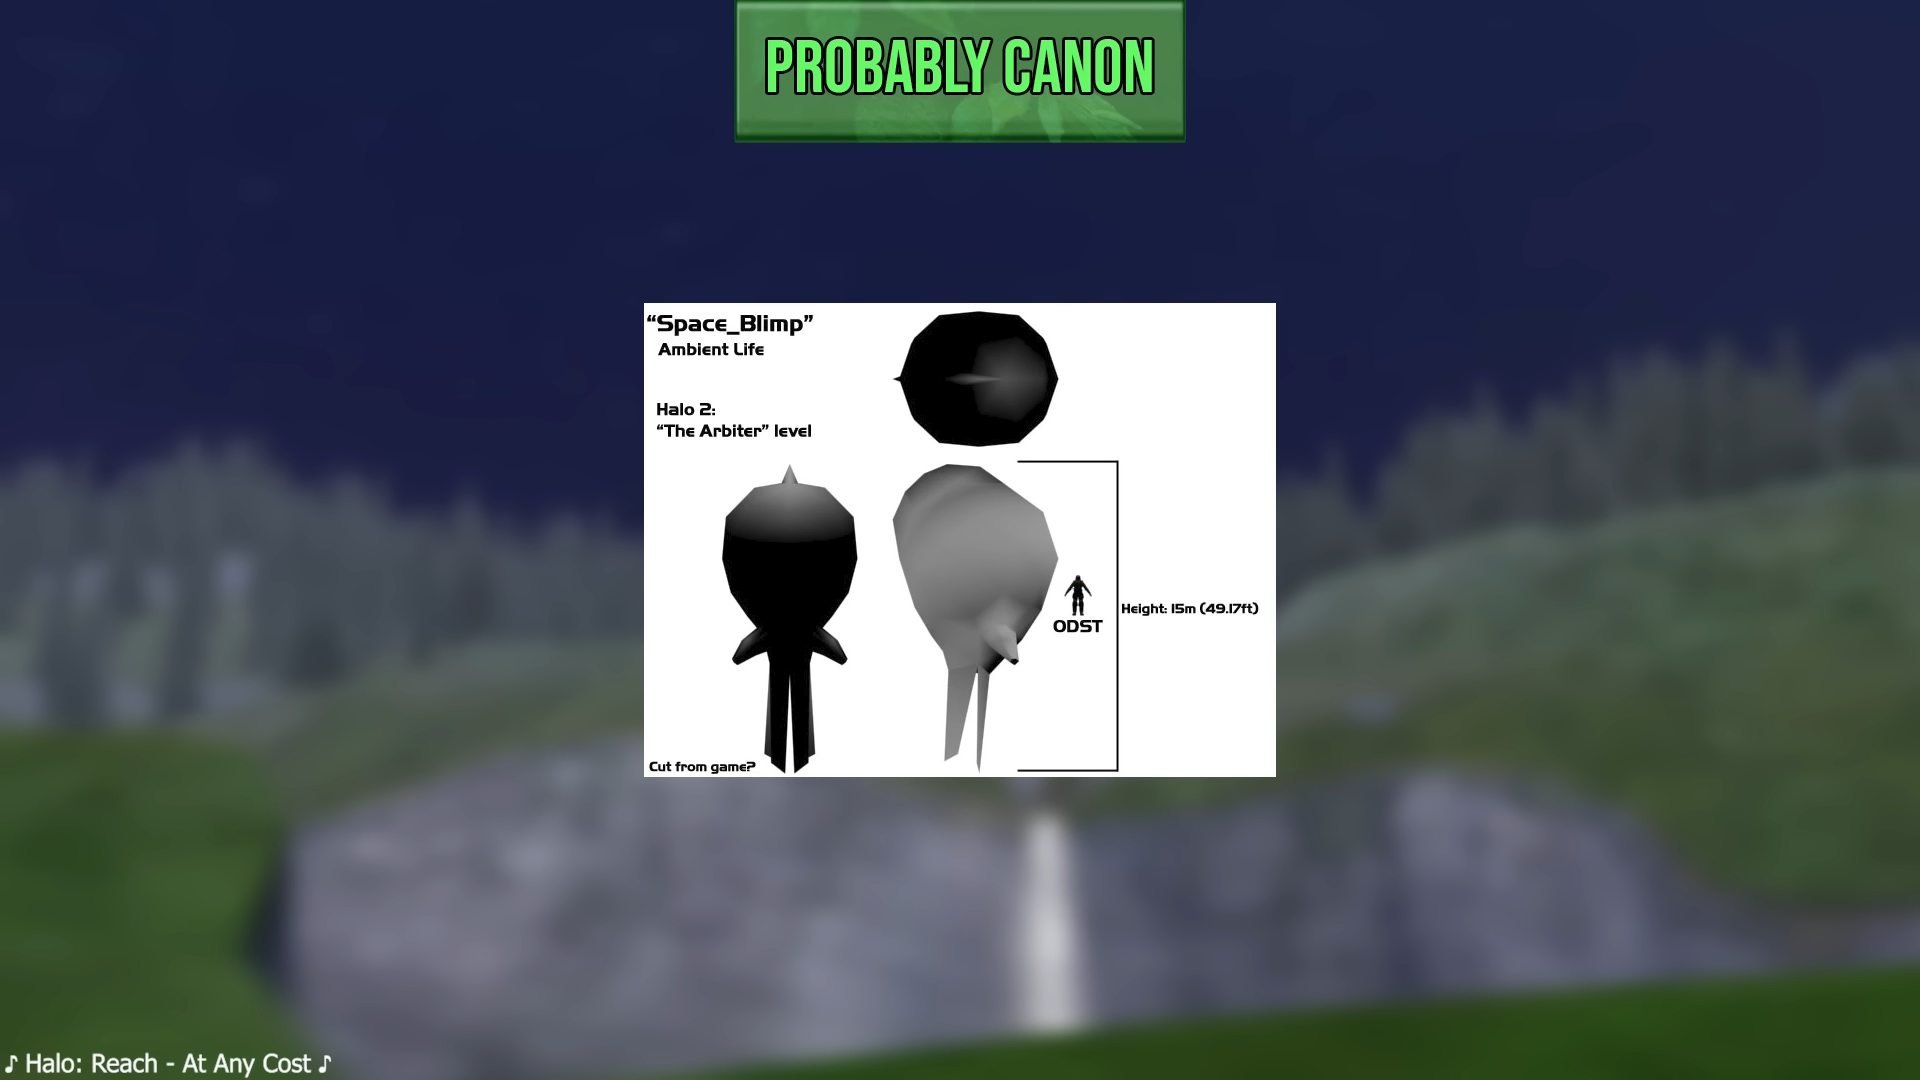 PROBABLY CANON
“Space_Blimp”
Ambient Life
Halo 2:
“The Arbiter” level
ODST
Height: 15m (49.17ft)
Cut from game?
♪ Halo: Reach - At Any Cost ♪